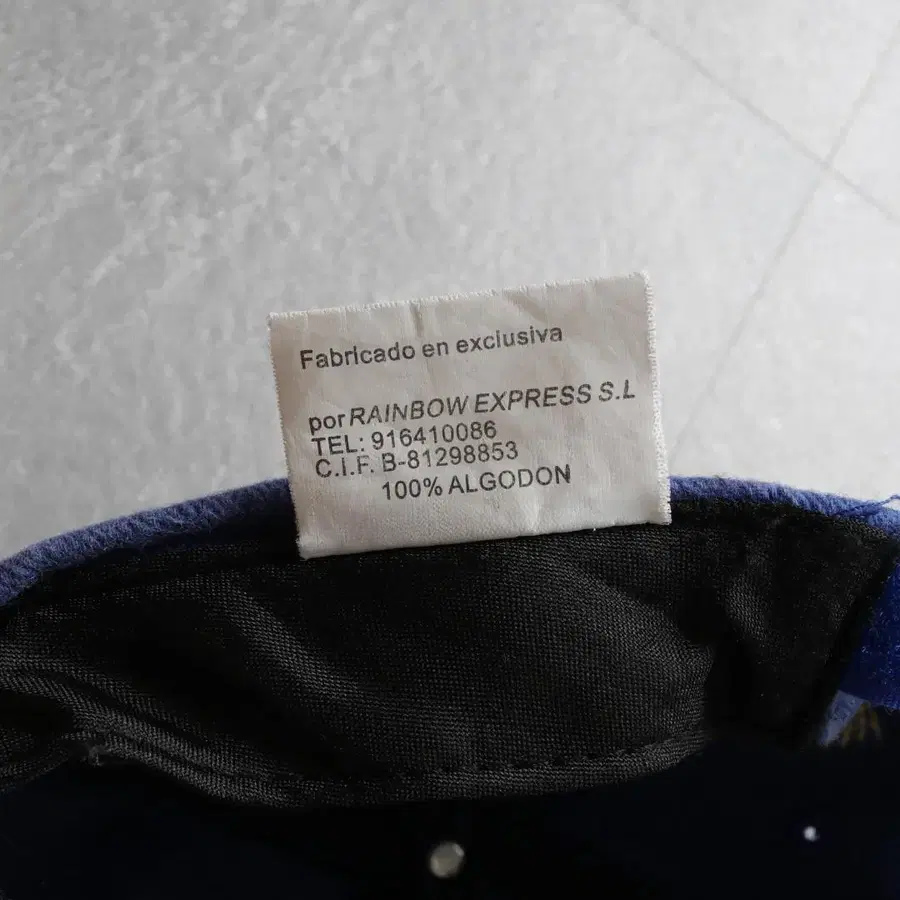 Fabricado en exclusiva
por RAINBOW EXPRESS S.L
TEL: 916410086
C.I.F. B-81298853
100% ALGODON